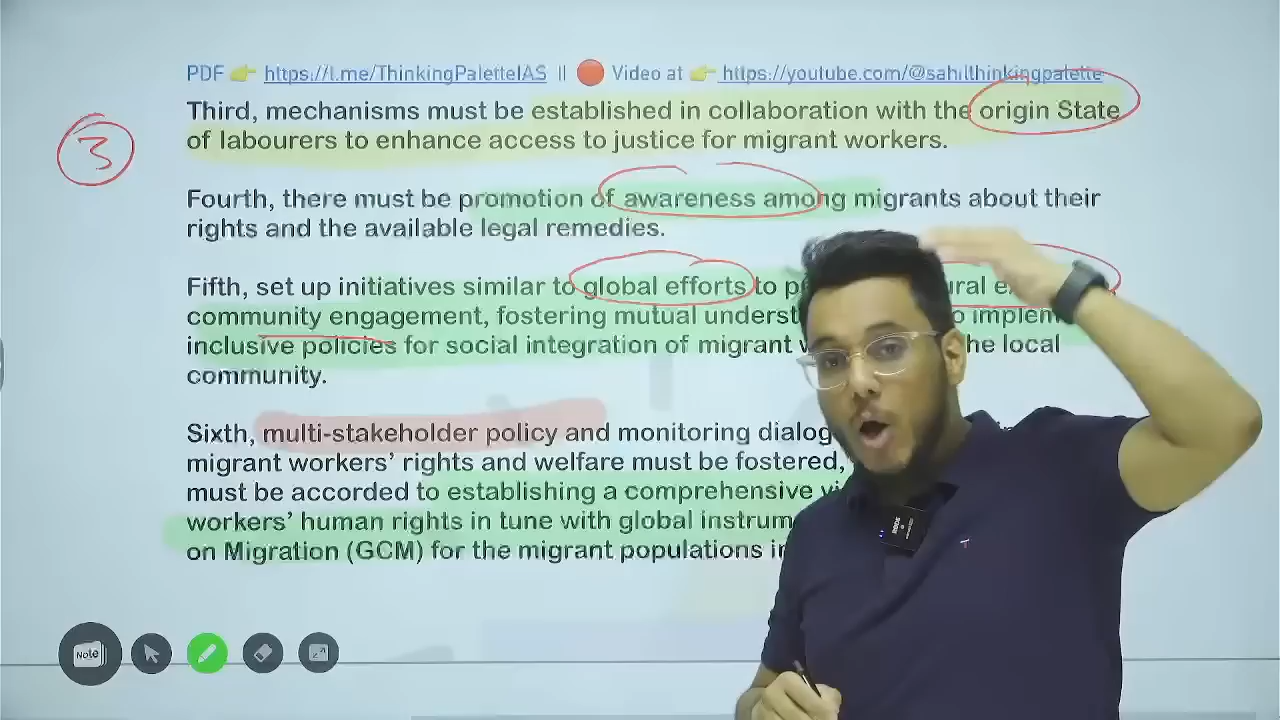 PDF 👉 https://t.me/ThinkingPaletteIAS || 🔴 Video at 👉 https://youtube.com/@sahilthinkingpalette
Third, mechanisms must be established in collaboration with the origin State
3
of labourers to enhance access to justice for migrant workers.
Fourth, there must be promotion of awareness among migrants about their
rights and the available legal remedies.
Fifth, set up initiatives similar to global efforts to
community engagement, fostering mutual
inclusive policies for social integration of migrant local
community.
Sixth, multi-stakeholder policy and monitoring
migrant workers’ rights and welfare must be fostered,
must be accorded to establishing a comprehensive
workers’ human rights in tune with global
on Migration (GCM) for the migrant populations
Note